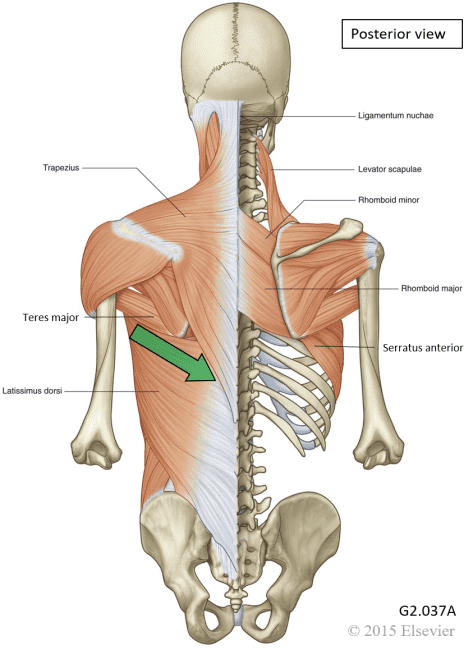 Posterior view
Ligamentum nuchae
Trapezius
Levator scapulae
Rhomboid minor
Rhomboid major
Teres major
Serratus anterior
Latissimus dorsi
G2.037A
© 2015 Elsevier